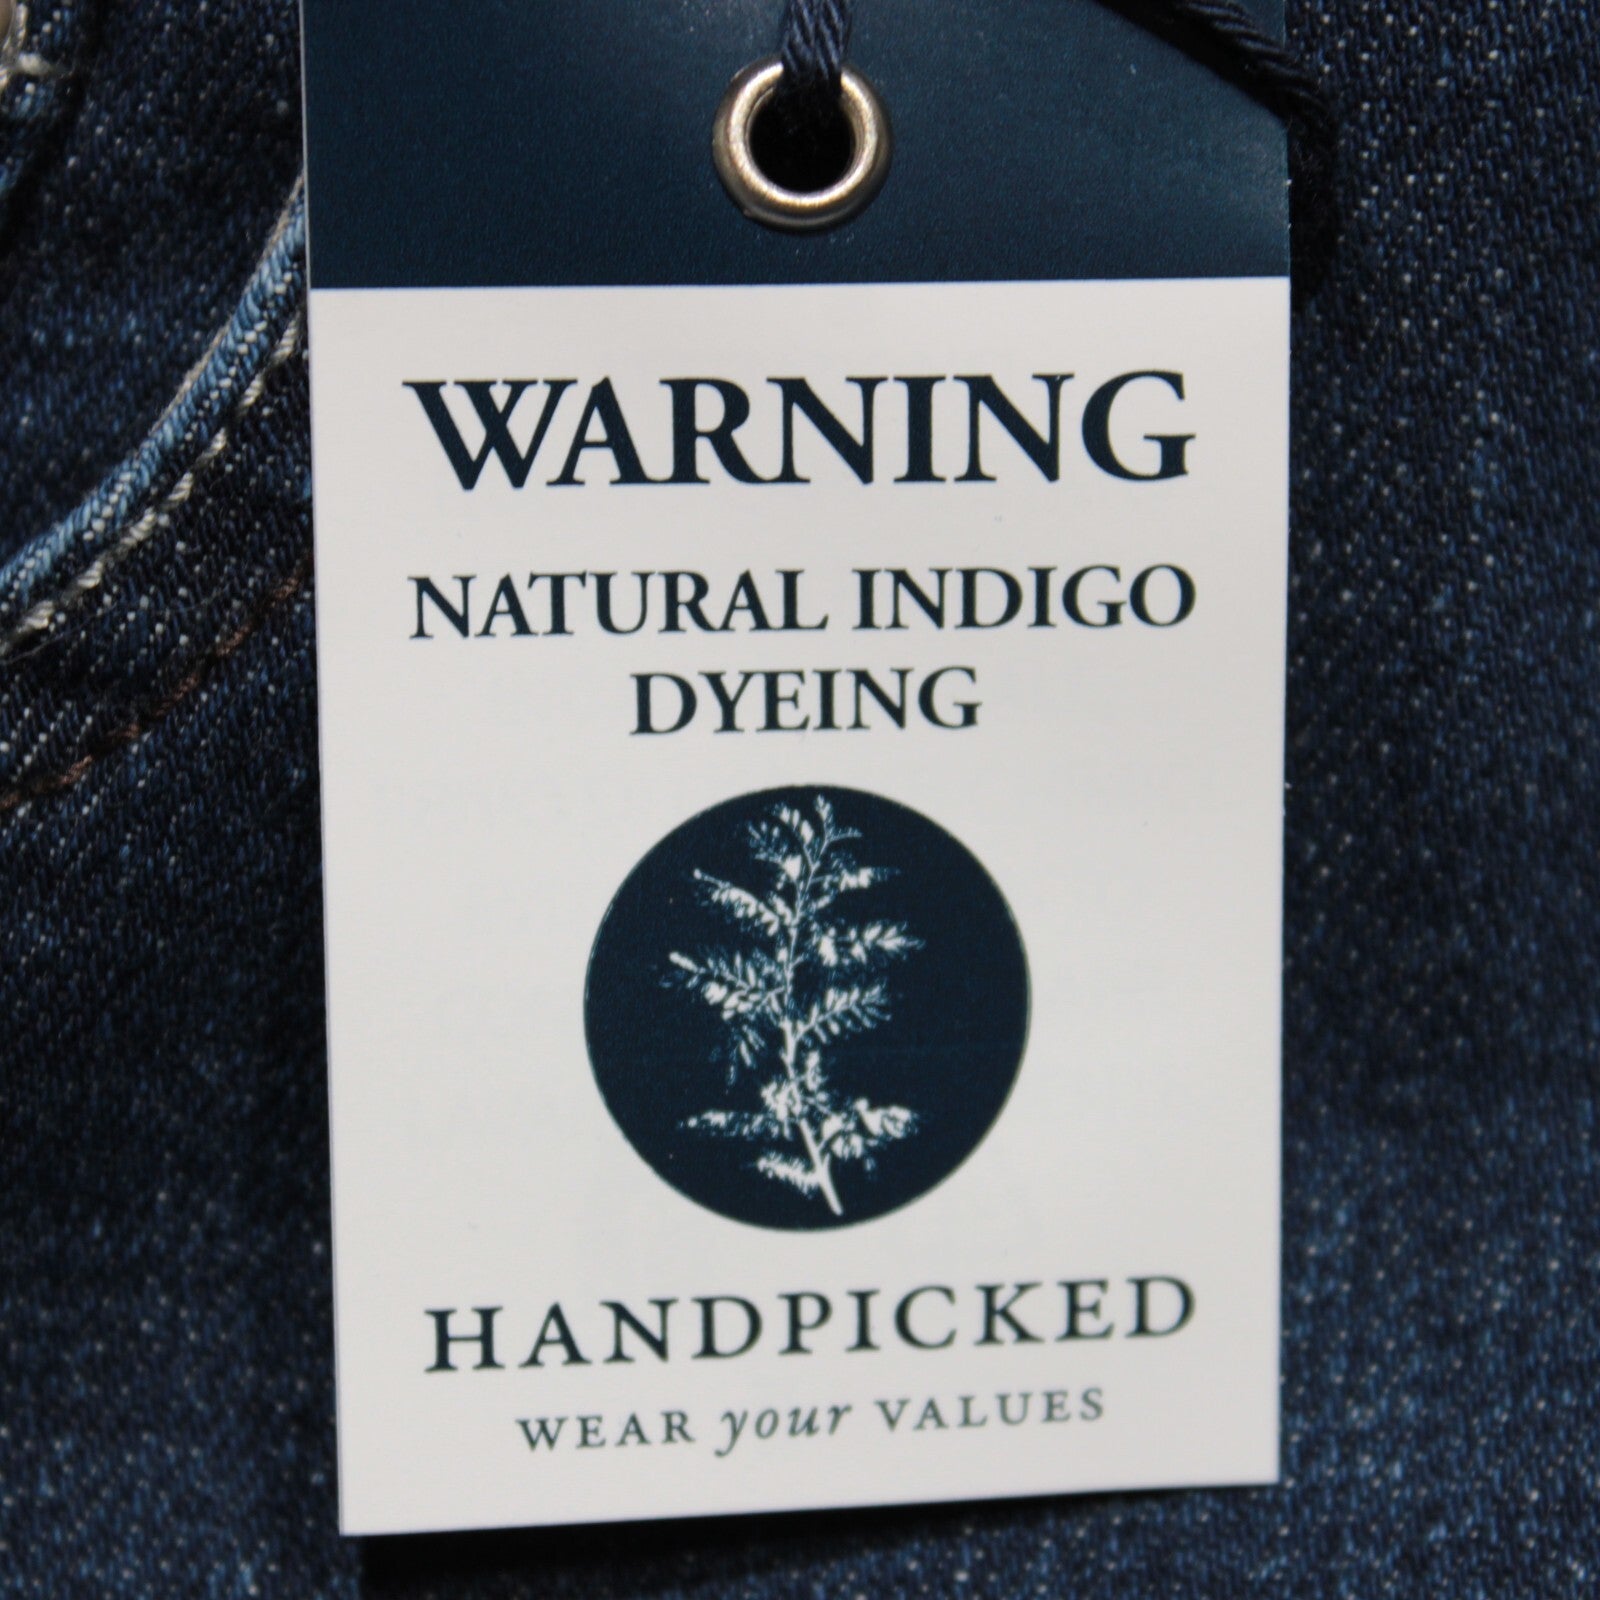 WARNING
NATURAL INDIGO
DYEING
HANDPICKED
WEAR your VALUES